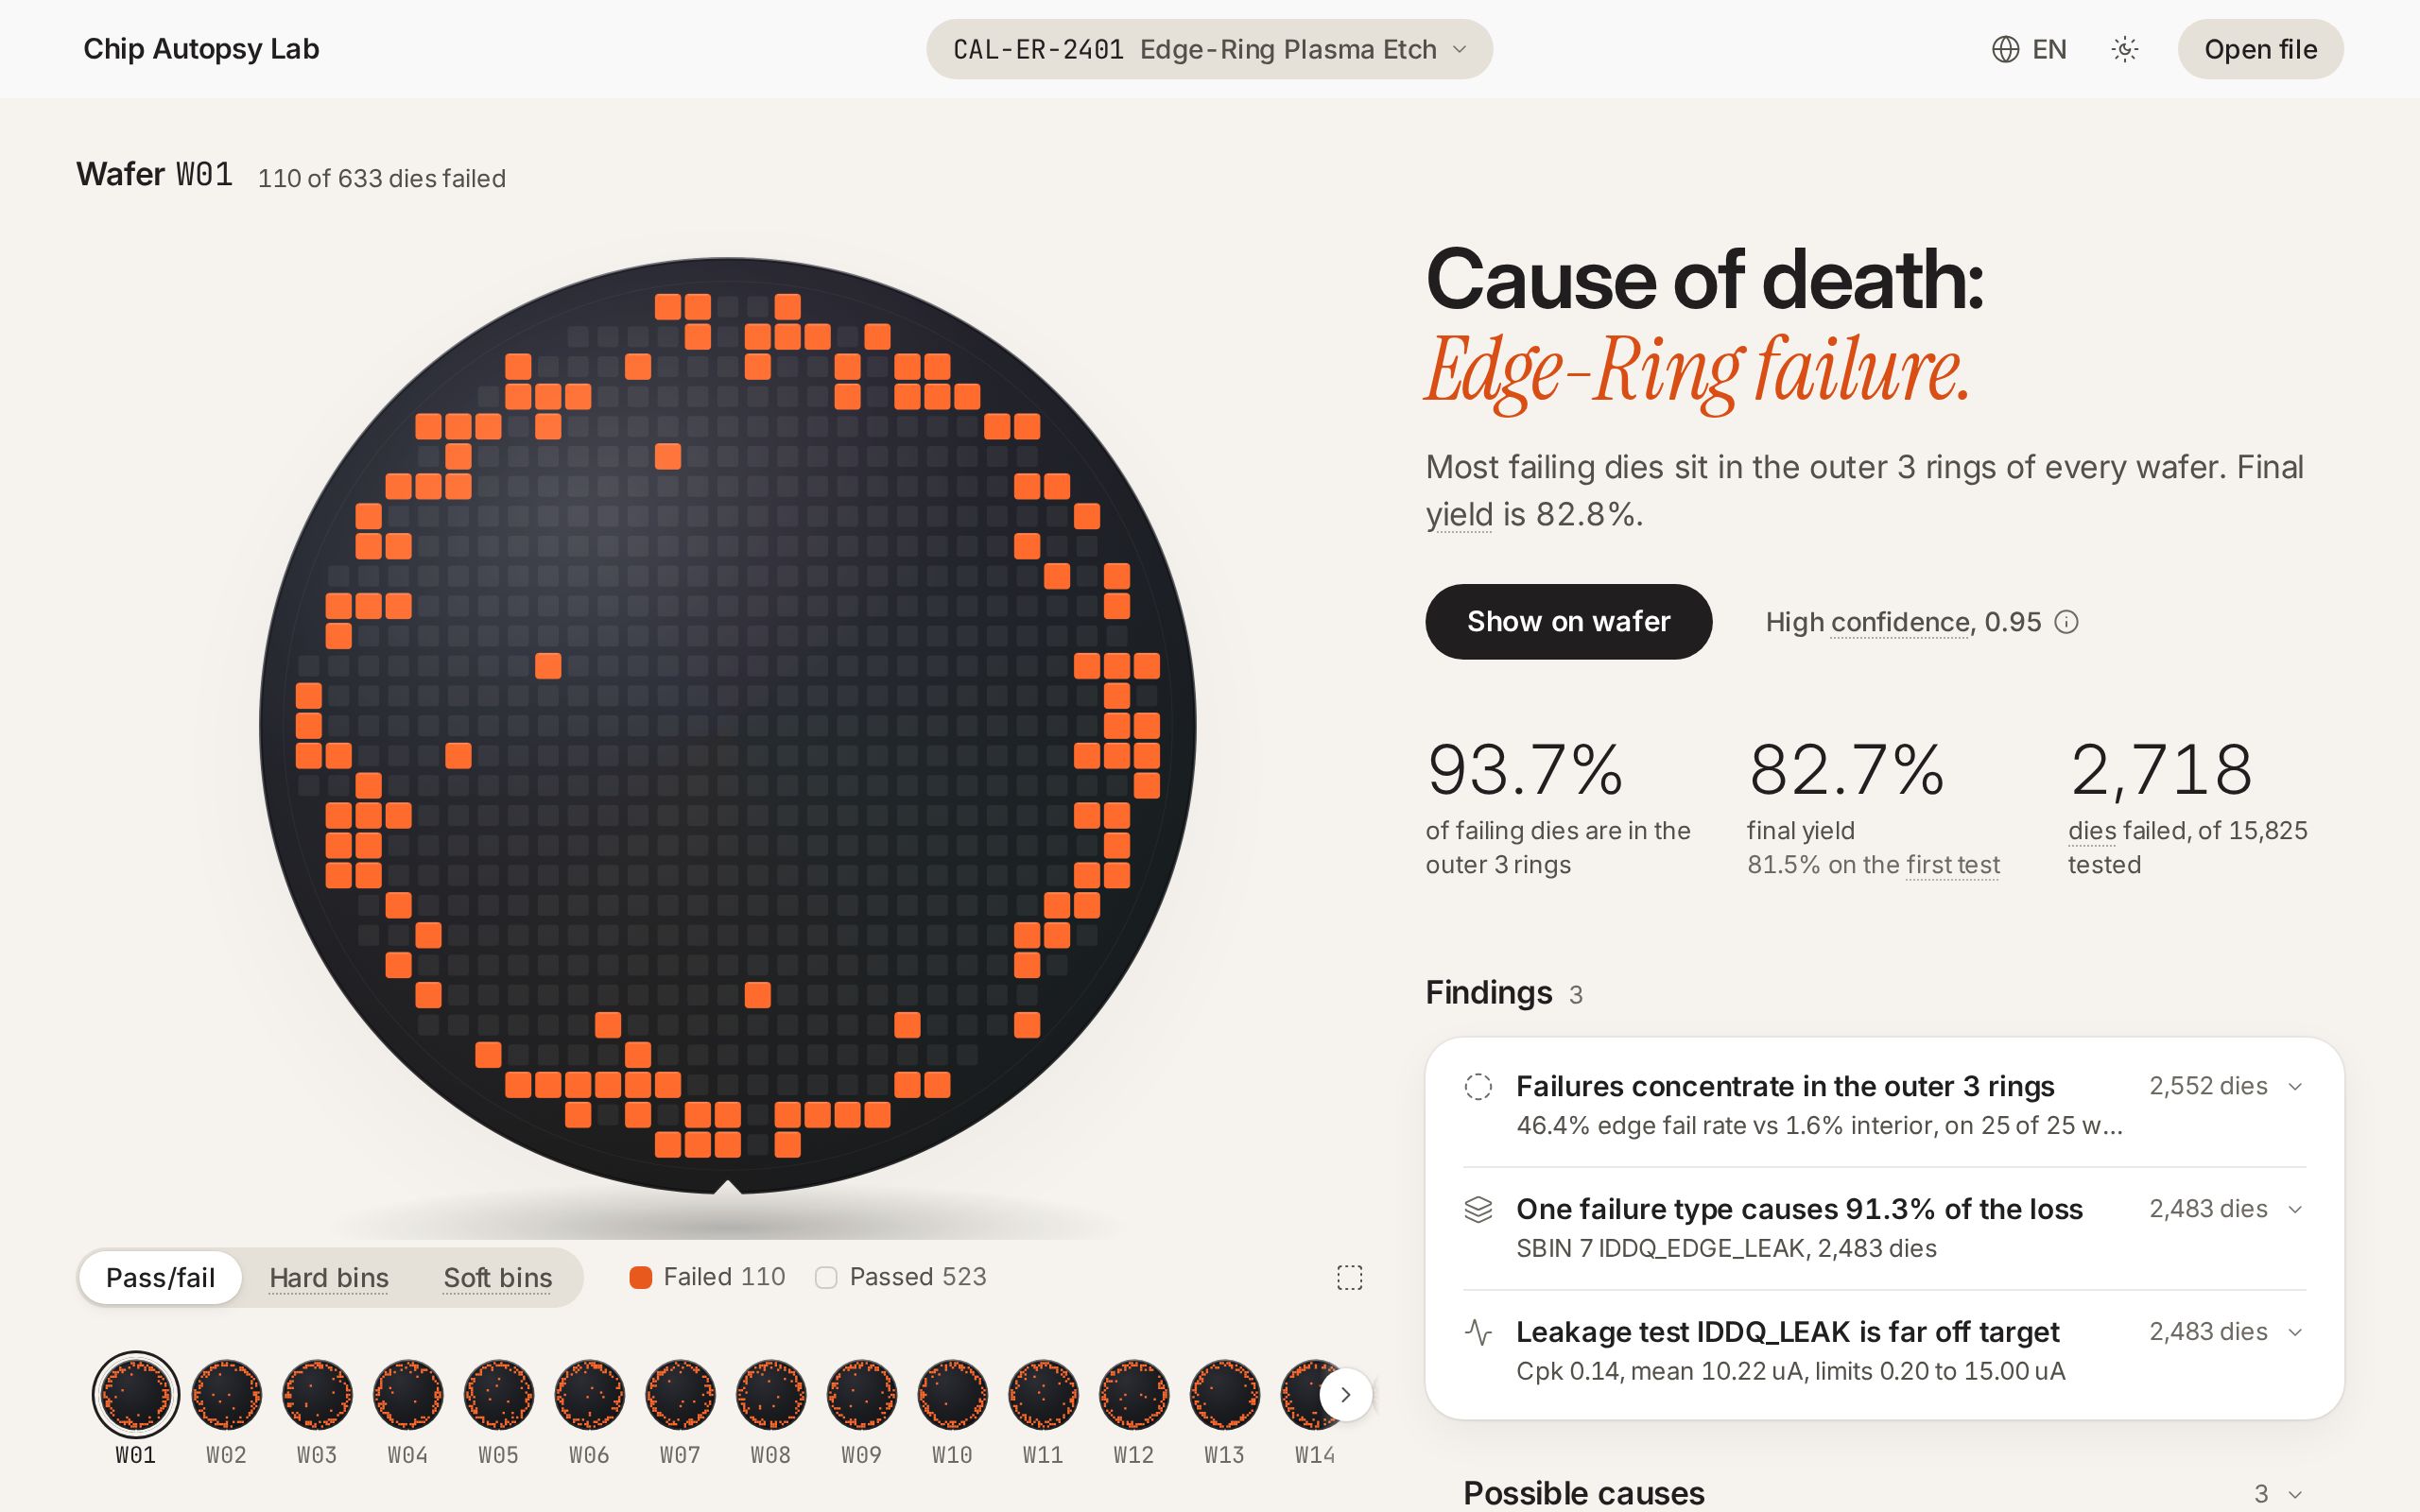 Chip Autopsy Lab
CAL-ER-2401 Edge-Ring Plasma Etch
EN
Open file
Wafer W01 110 of 633 dies failed
Cause of death:
Edge-Ring failure.
Most failing dies sit in the outer 3 rings of every wafer. Final
yield is 82.8%.
Show on wafer
High confidence, 0.95
93.7%
of failing dies are in the
outer 3 rings
82.7%
final yield
81.5% on the first test
2,718
dies failed, of 15,825
tested
Findings 3
Failures concentrate in the outer 3 rings 2,552 dies
46.4% edge fail rate vs 1.6% interior, on 25 of 25 w...
One failure type causes 91.3% of the loss 2,483 dies
SBIN 7 IDDQ_EDGE_LEAK, 2,483 dies
Leakage test IDDQ_LEAK is far off target 2,483 dies
Cpk 0.14, mean 10.22 uA, limits 0.20 to 15.00 uA
Possible causes 3
Pass/fail Hard bins Soft bins Failed 110 Passed 523
W01 W02 W03 W04 W05 W06 W07 W08 W09 W10 W11 W12 W13 W14